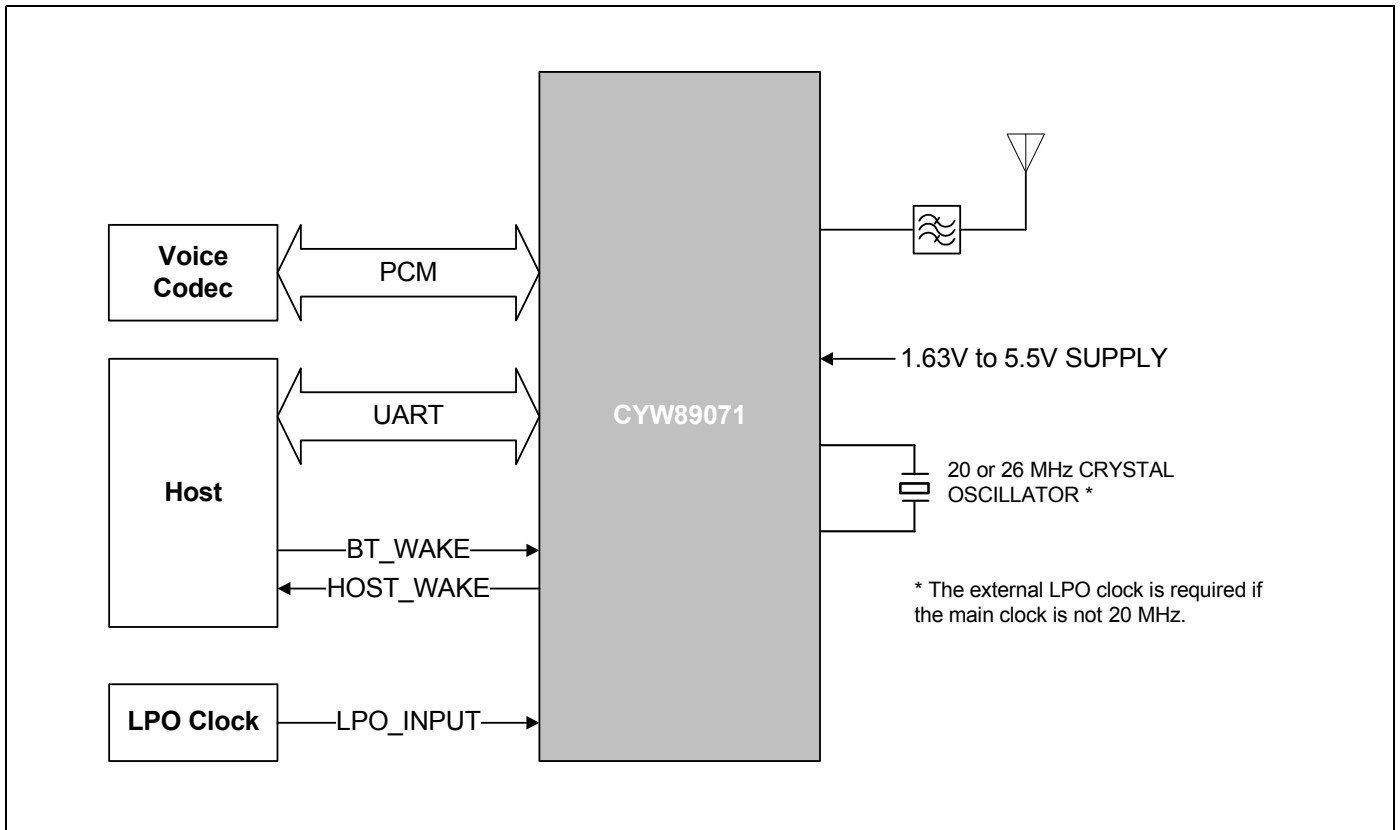 Voice
Codec
PCM
Host
UART
BT_WAKE
HOST_WAKE
LPO Clock
LPO_INPUT
CYW89071
1.63V to 5.5V SUPPLY
20 or 26 MHz CRYSTAL
OSCILLATOR *
* The external LPO clock is required if
the main clock is not 20 MHz.